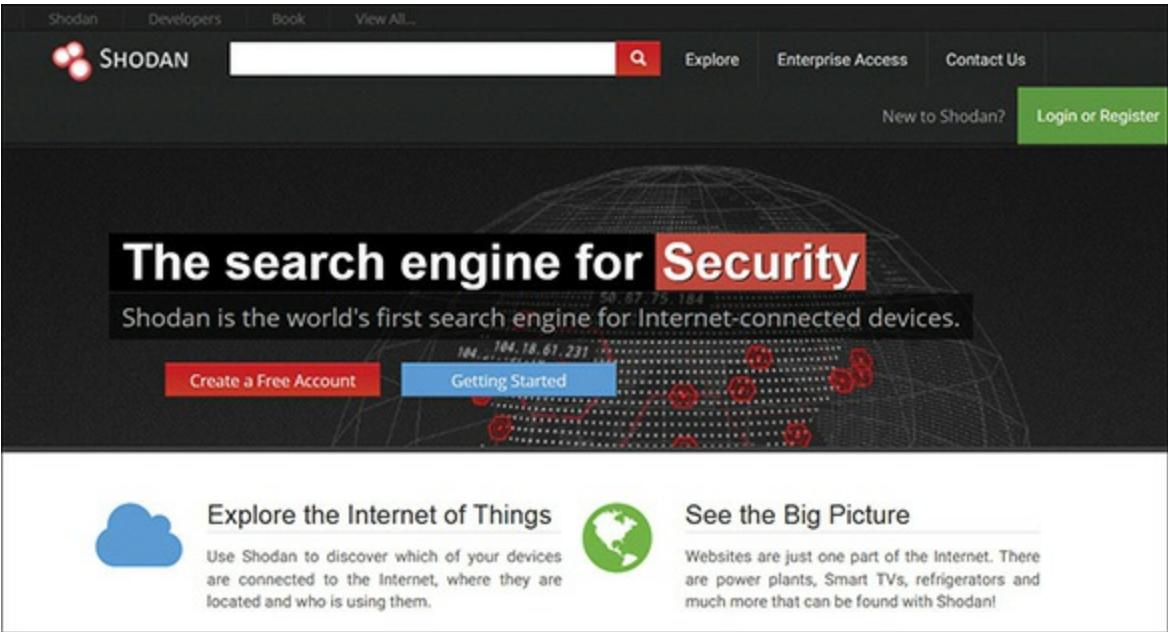 Shodan Developers Book View All...
SHODAN Explore Enterprise Access Contact Us
New to Shodan? Login or Register
The search engine for Security
50.87.75.184
Shodan is the world's first search engine for Internet-connected devices.
104. 104.18.61.231
Create a Free Account Getting Started
Explore the Internet of Things
Use Shodan to discover which of your devices
are connected to the Internet, where they are
located and who is using them.
See the Big Picture
Websites are just one part of the Internet. There
are power plants, Smart TVs, refrigerators and
much more that can be found with Shodan!